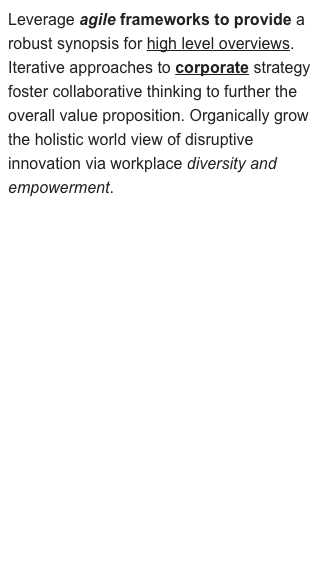 Leverage agile frameworks to provide a
robust synopsis for high level overviews.
Iterative approaches to corporate strategy
foster collaborative thinking to further the
overall value proposition. Organically grow
the holistic world view of disruptive
innovation via workplace diversity and
empowerment.